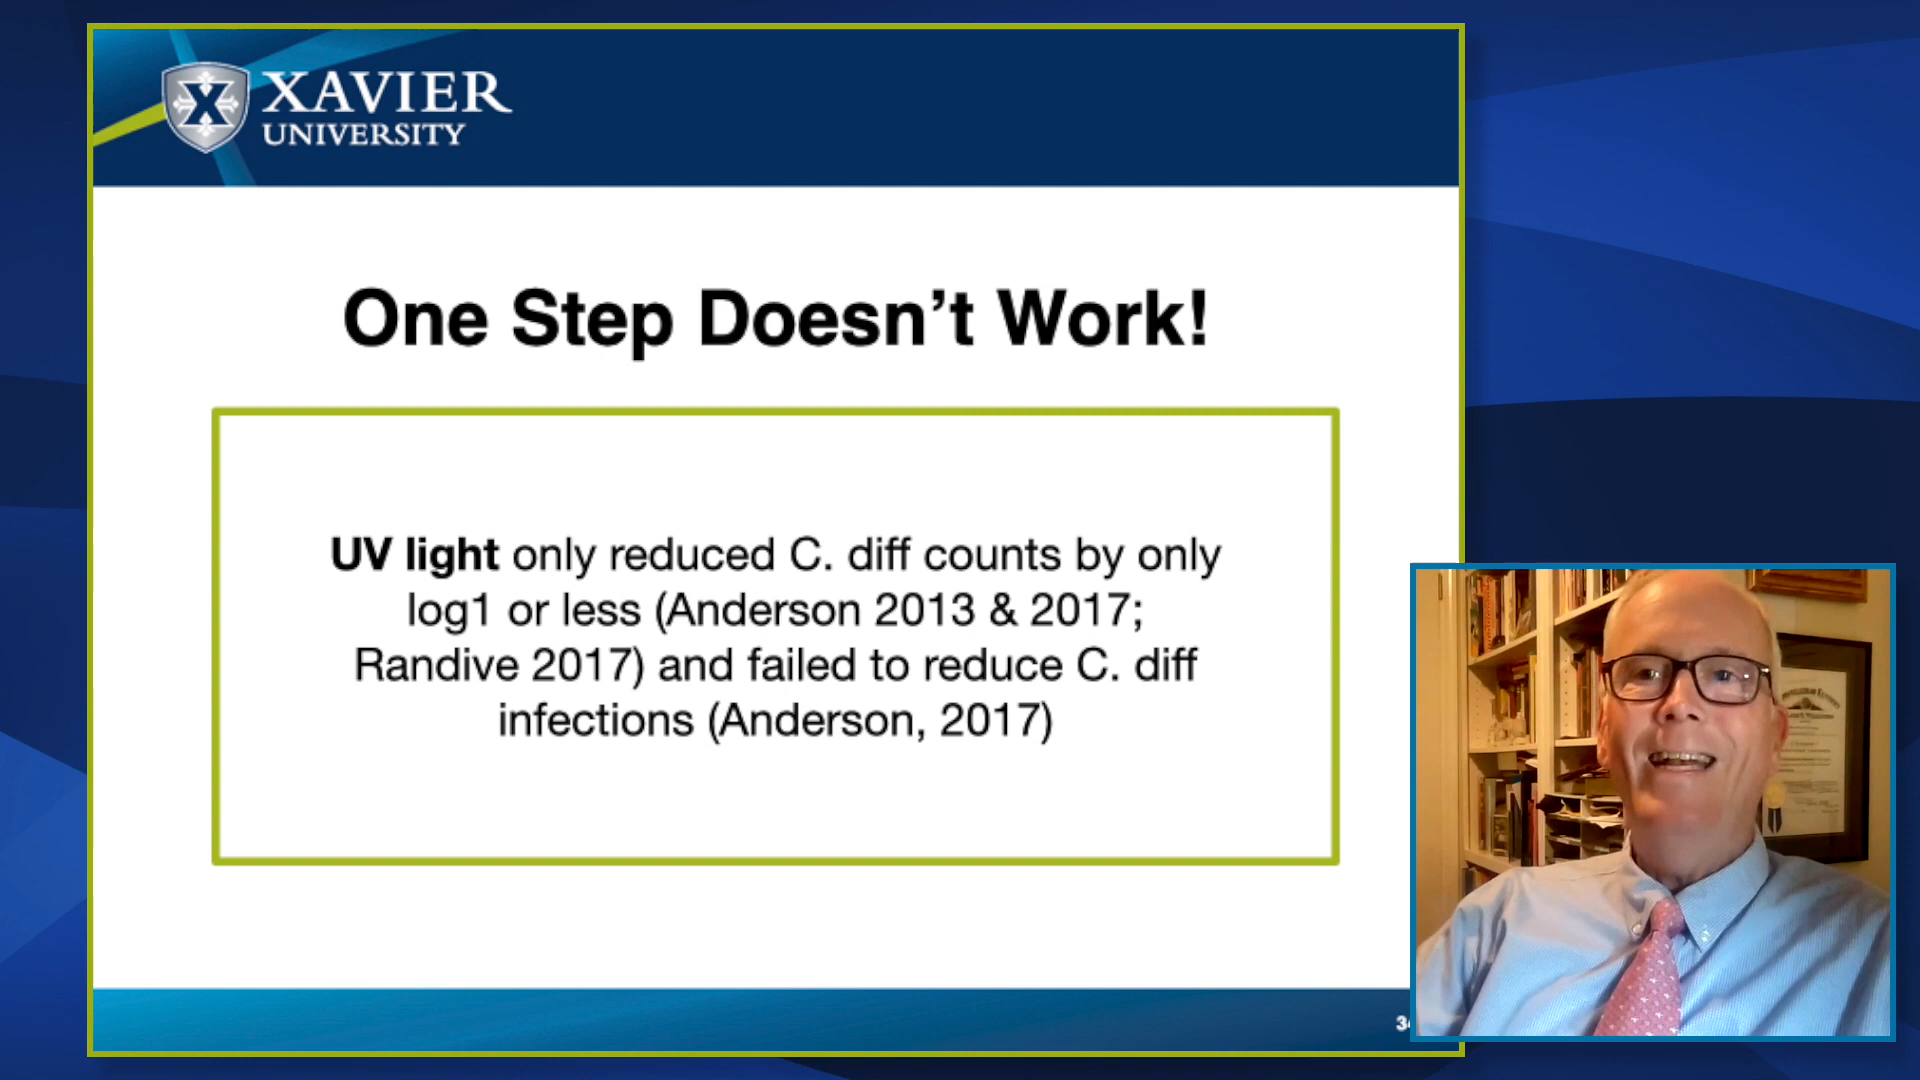 XAVIER
UNIVERSITY
One Step Doesn't Work!
UV light only reduced C. diff counts by only
log1 or less (Anderson 2013 & 2017;
Randive 2017) and failed to reduce C. diff
infections (Anderson, 2017)